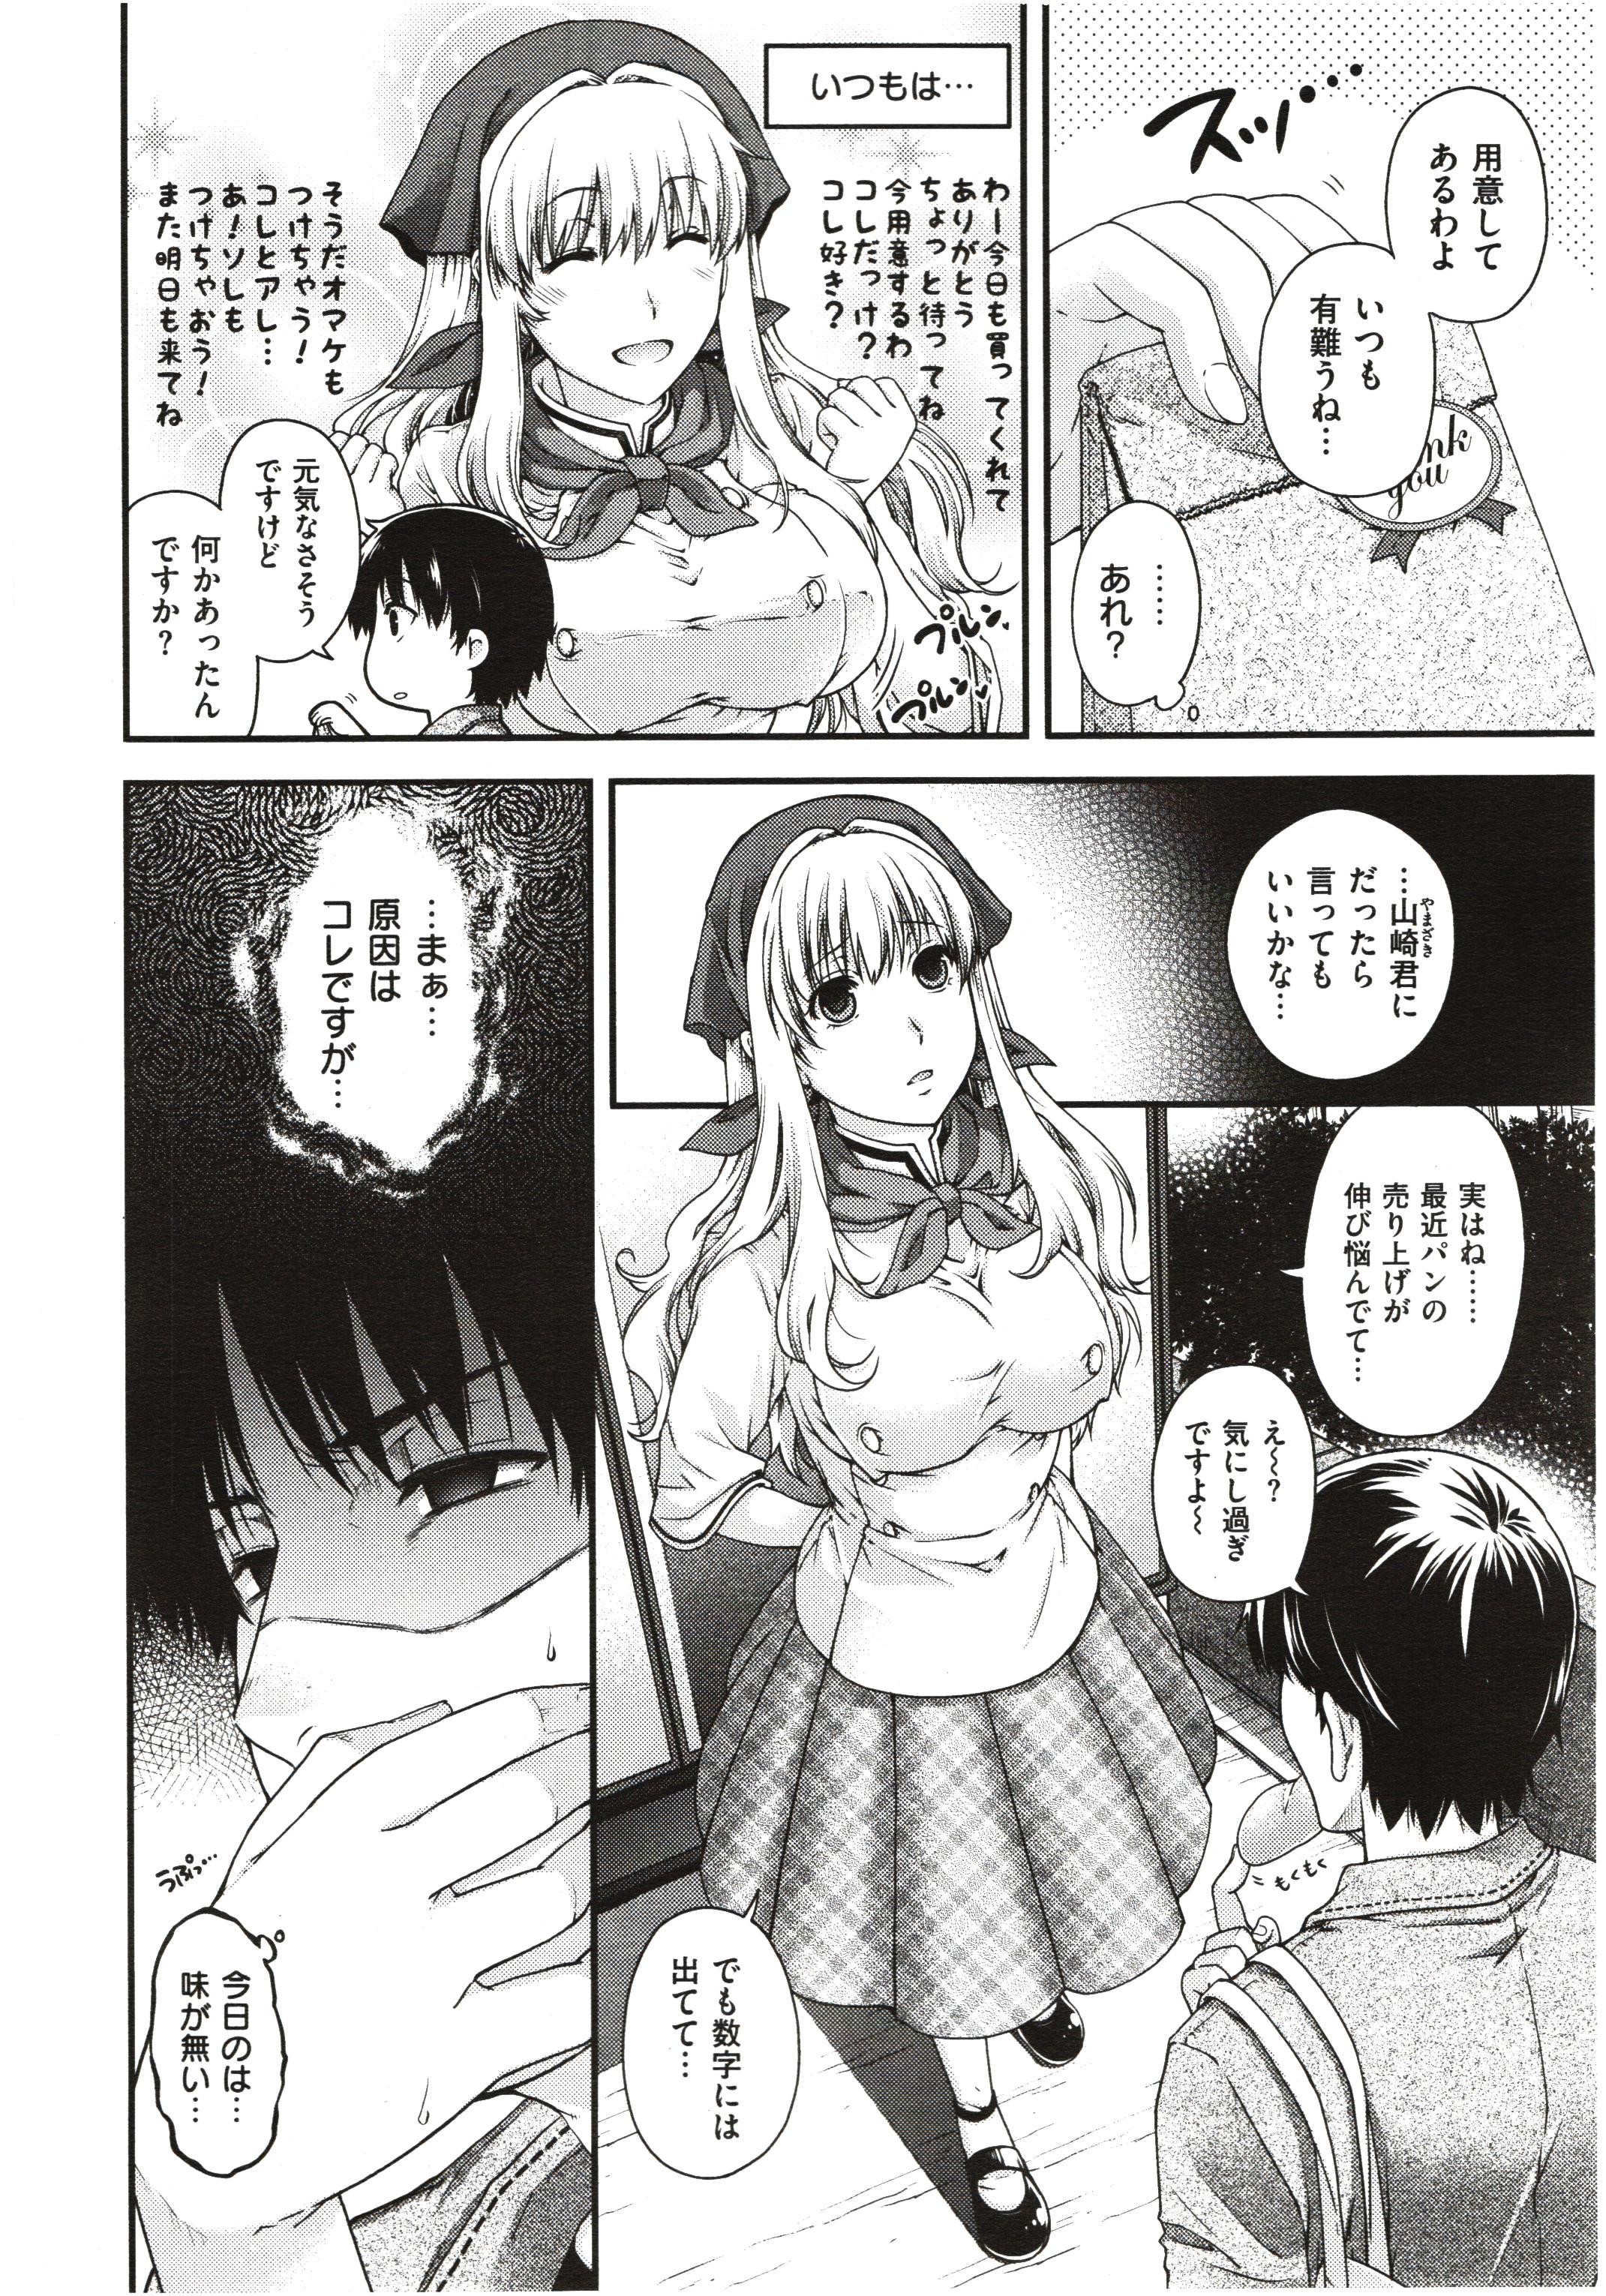 用意して
あるわよ
いつも
有難うね…
スッ…
Thank
you
……
あれ？
いつもは…
わー今日も買ってくれて
ありがとう
ちょっと待っててね
今用意するわ
コレだっけ？
コレ好き？
そうだオマケも
つけちゃう！
コレとアレ…
あ！ソレも
つけちゃおう！
また明日も来てね
プルン
プルン
元気なさそう
ですけど
何かあったん
ですか？
…山崎君に
やまざき
だったら
言っても
いいかな…
実はね……
最近パンの
売り上げが
伸び悩んでて…
え〜？
気にし過ぎ
ですよ〜
もくもく
でも数字には
出てて…
…まぁ…
原因は
コレですが…
うぷっ…
今日のは…
味が無い…